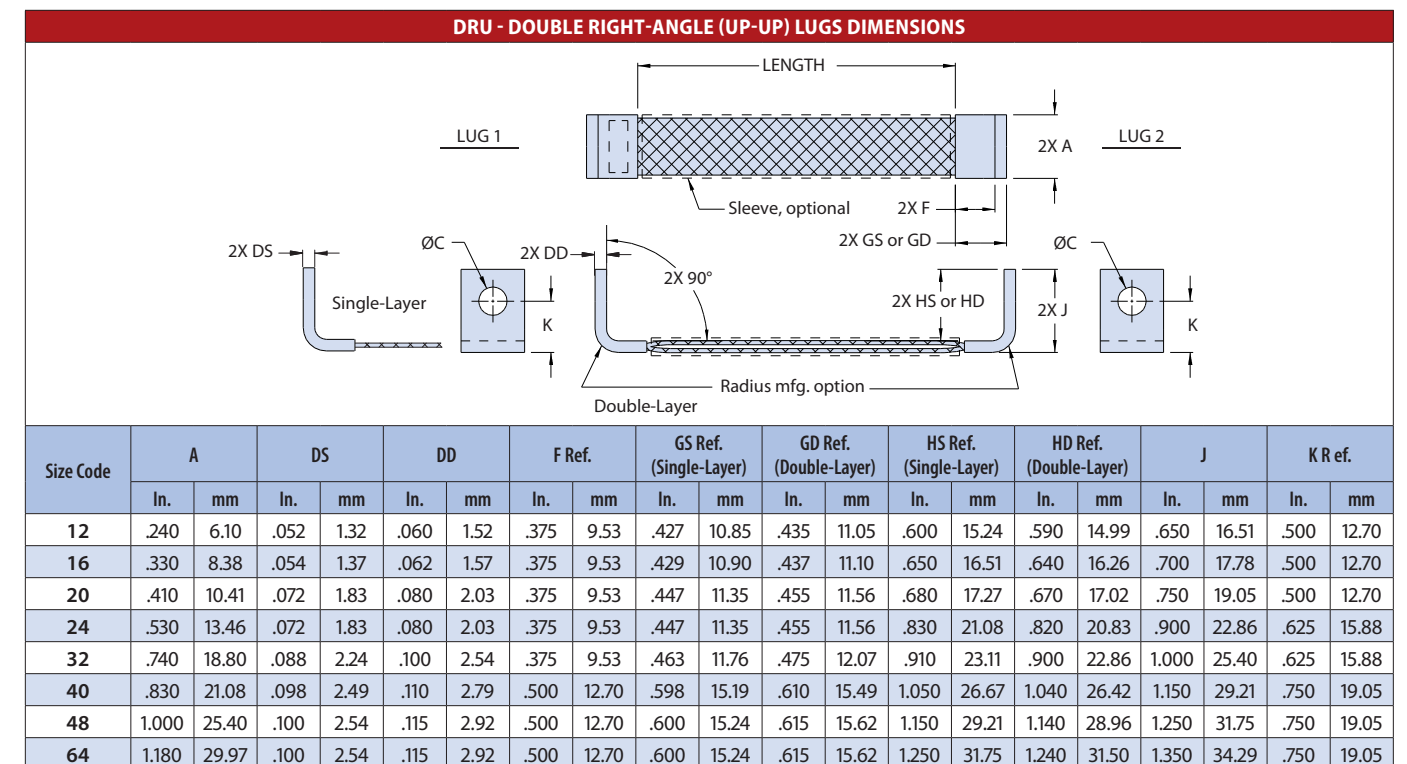 DRU - DOUBLE RIGHT-ANGLE (UP-UP) LUGS DIMENSIONS
LENGTH
LUG 1
2X A
LUG 2
Sleeve, optional
2X F
2X GS or GD
2X DS
ØC
2X DD
ØC
2X 90°
Single-Layer
2X HS or HD
2X J
K
K
Radius mfg. option
Double-Layer
Size Code A DS DD F Ref. GS Ref. (Single-Layer) GD Ref. (Double-Layer) HS Ref. (Single-Layer) HD Ref. (Double-Layer) J K R ef.
In. mm In. mm In. mm In. mm In. mm In. mm In. mm In. mm In. mm In. mm
12 .240 6.10 .052 1.32 .060 1.52 .375 9.53 .427 10.85 .435 11.05 .600 15.24 .590 14.99 .650 16.51 .500 12.70
16 .330 8.38 .054 1.37 .062 1.57 .375 9.53 .429 10.90 .437 11.10 .650 16.51 .640 16.26 .700 17.78 .500 12.70
20 .410 10.41 .072 1.83 .080 2.03 .375 9.53 .447 11.35 .455 11.56 .680 17.27 .670 17.02 .750 19.05 .500 12.70
24 .530 13.46 .072 1.83 .080 2.03 .375 9.53 .447 11.35 .455 11.56 .830 21.08 .820 20.83 .900 22.86 .625 15.88
32 .740 18.80 .088 2.24 .100 2.54 .375 9.53 .463 11.76 .475 12.07 .910 23.11 .900 22.86 1.000 25.40 .625 15.88
40 .830 21.08 .098 2.49 .110 2.79 .500 12.70 .598 15.19 .610 15.49 1.050 26.67 1.040 26.42 1.150 29.21 .750 19.05
48 1.000 25.40 .100 2.54 .115 2.92 .500 12.70 .600 15.24 .615 15.62 1.150 29.21 1.140 28.96 1.250 31.75 .750 19.05
64 1.180 29.97 .100 2.54 .115 2.92 .500 12.70 .600 15.24 .615 15.62 1.250 31.75 1.240 31.50 1.350 34.29 .750 19.05